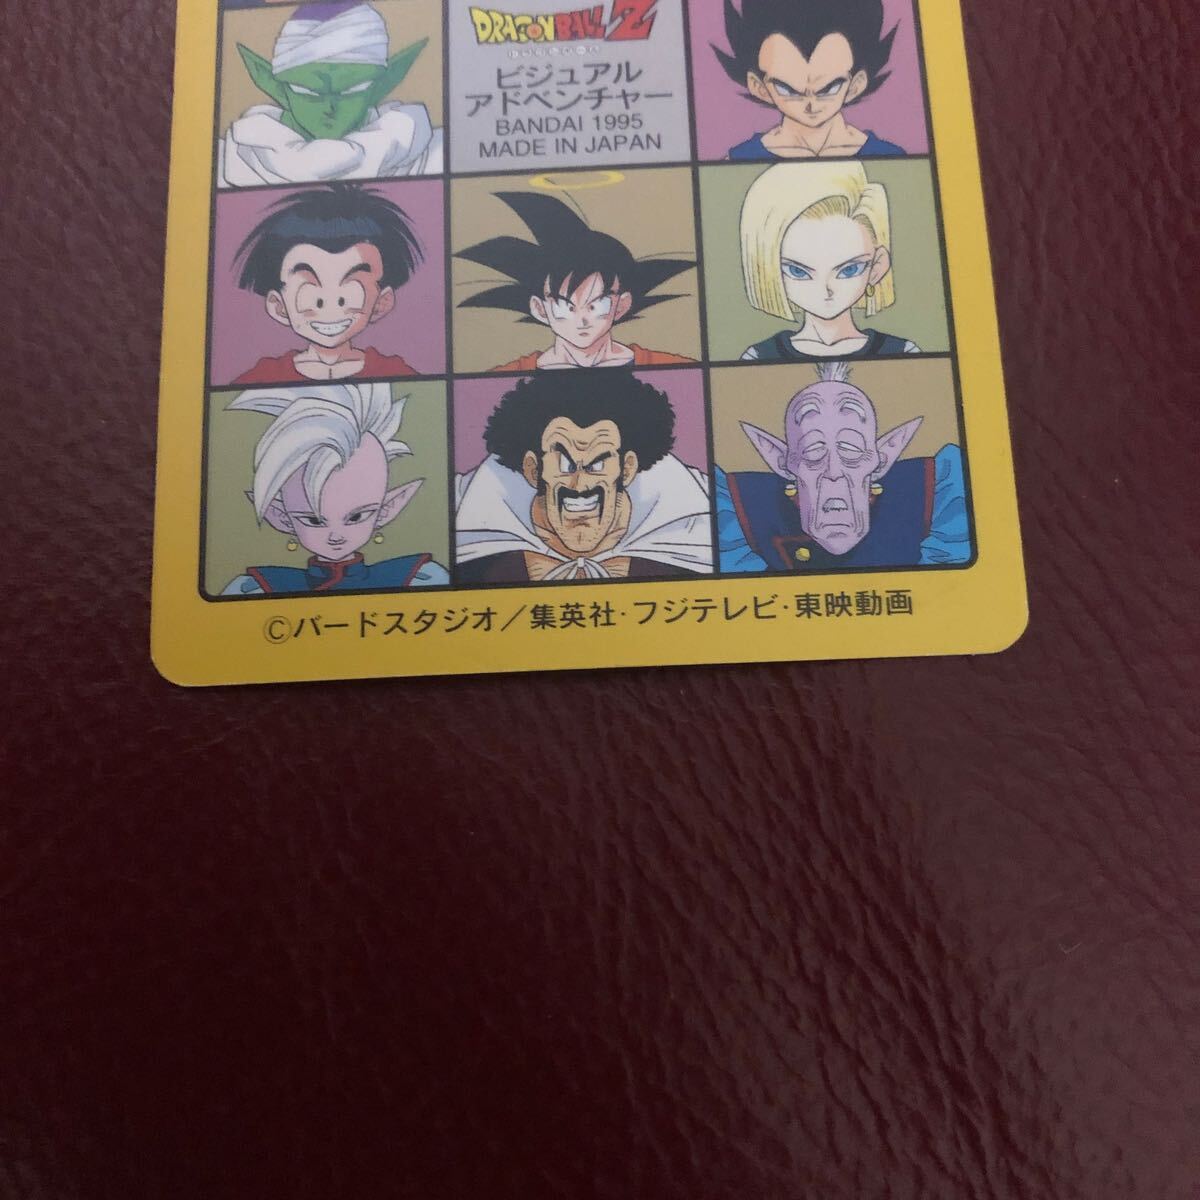 DRAGON BALL Z
ビジュアル
アドベンチャー
BANDAI 1995
MADE IN JAPAN
©バードスタジオ／集英社･フジテレビ･東映動画